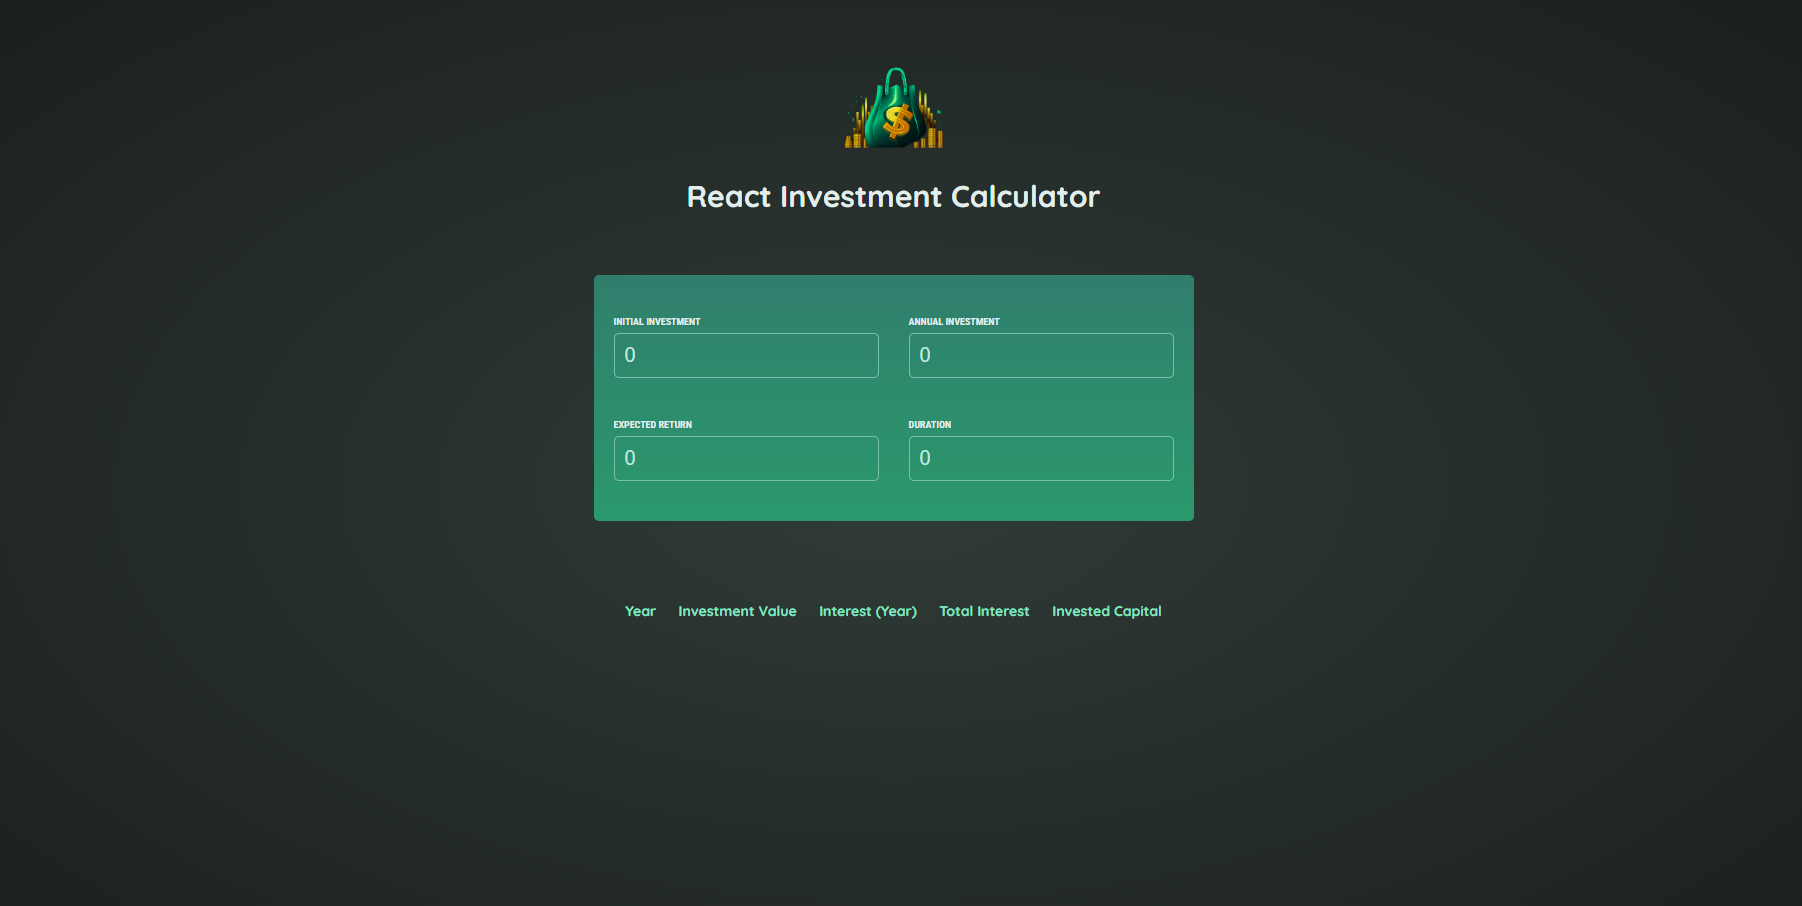 $
React Investment Calculator
INITIAL INVESTMENT ANNUAL INVESTMENT
0 0
EXPECTED RETURN DURATION
0 0
Year Investment Value Interest (Year) Total Interest Invested Capital